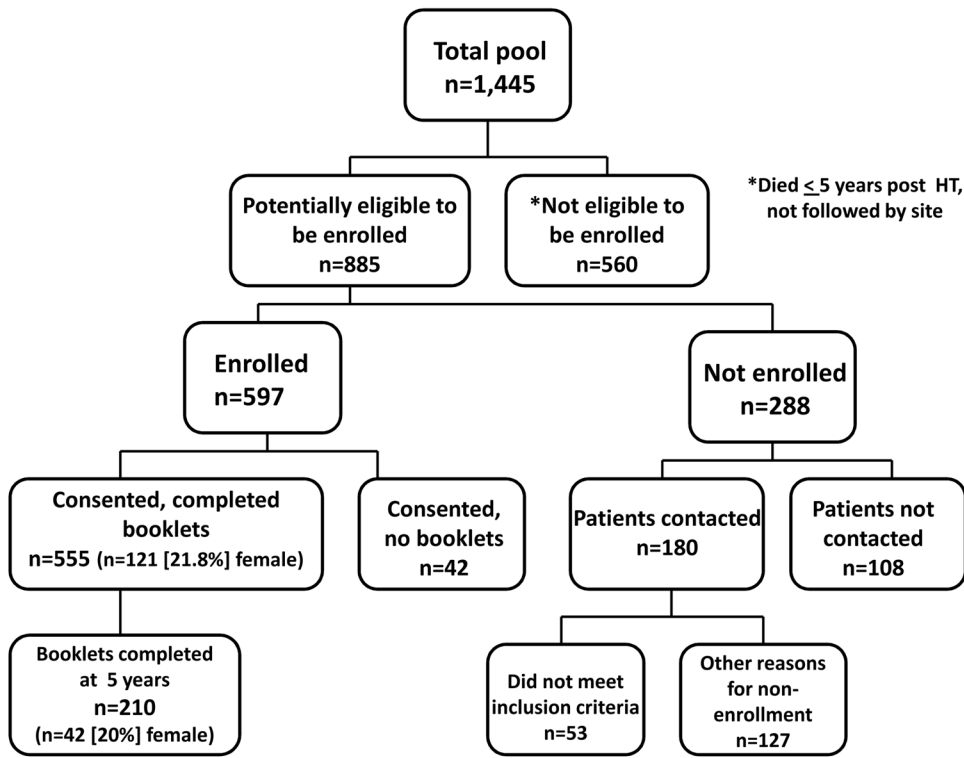 Total pool
n=1,445
Potentially eligible to
be enrolled
n=885
*Not eligible to
be enrolled
n=560
*Died <5 years post HT,
not followed by site
Enrolled
n=597
Not enrolled
n=288
Consented, completed
booklets
n=555 (n=121 [21.8%] female)
Consented,
no booklets
n=42
Patients contacted
n=180
Patients not
contacted
n=108
Booklets completed
at 5 years
n=210
(n=42 [20%] female)
Did not meet
inclusion criteria
n=53
Other reasons
for non-
enrollment
n=127